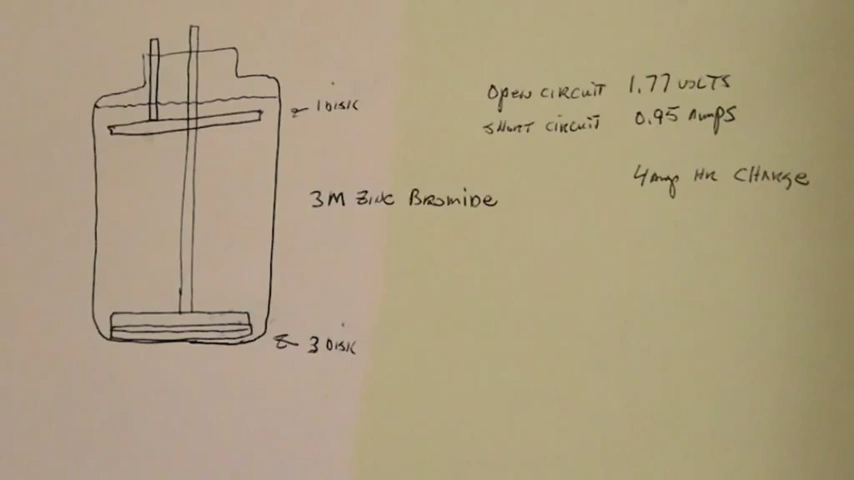 1 DISK
3M ZINC BROMIDE
3 DISK
OPEN CIRCUIT 1.77 VOLTS
SHORT CIRCUIT 0.95 AMPS
4 Amp HR CHARGE